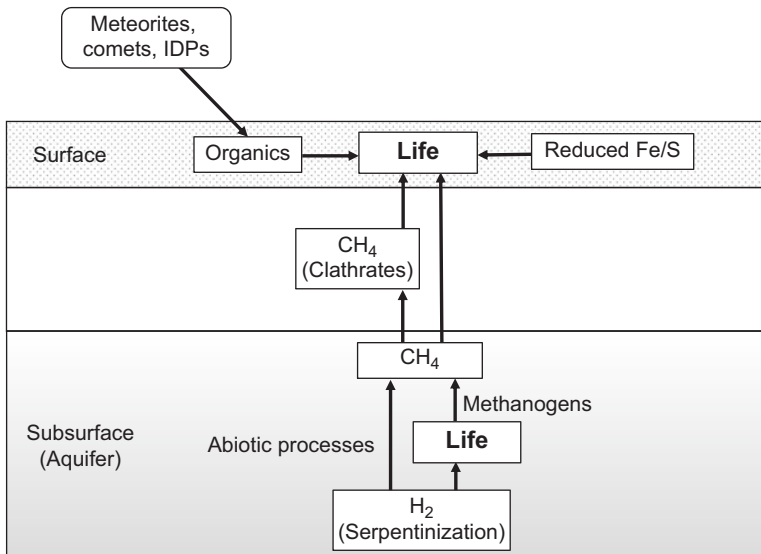 Meteorites,
comets, IDPs
Surface
Organics
Life
Reduced Fe/S
CH₄
(Clathrates)
CH₄
Methanogens
Subsurface
(Aquifer)
Abiotic processes
Life
H₂
(Serpentinization)